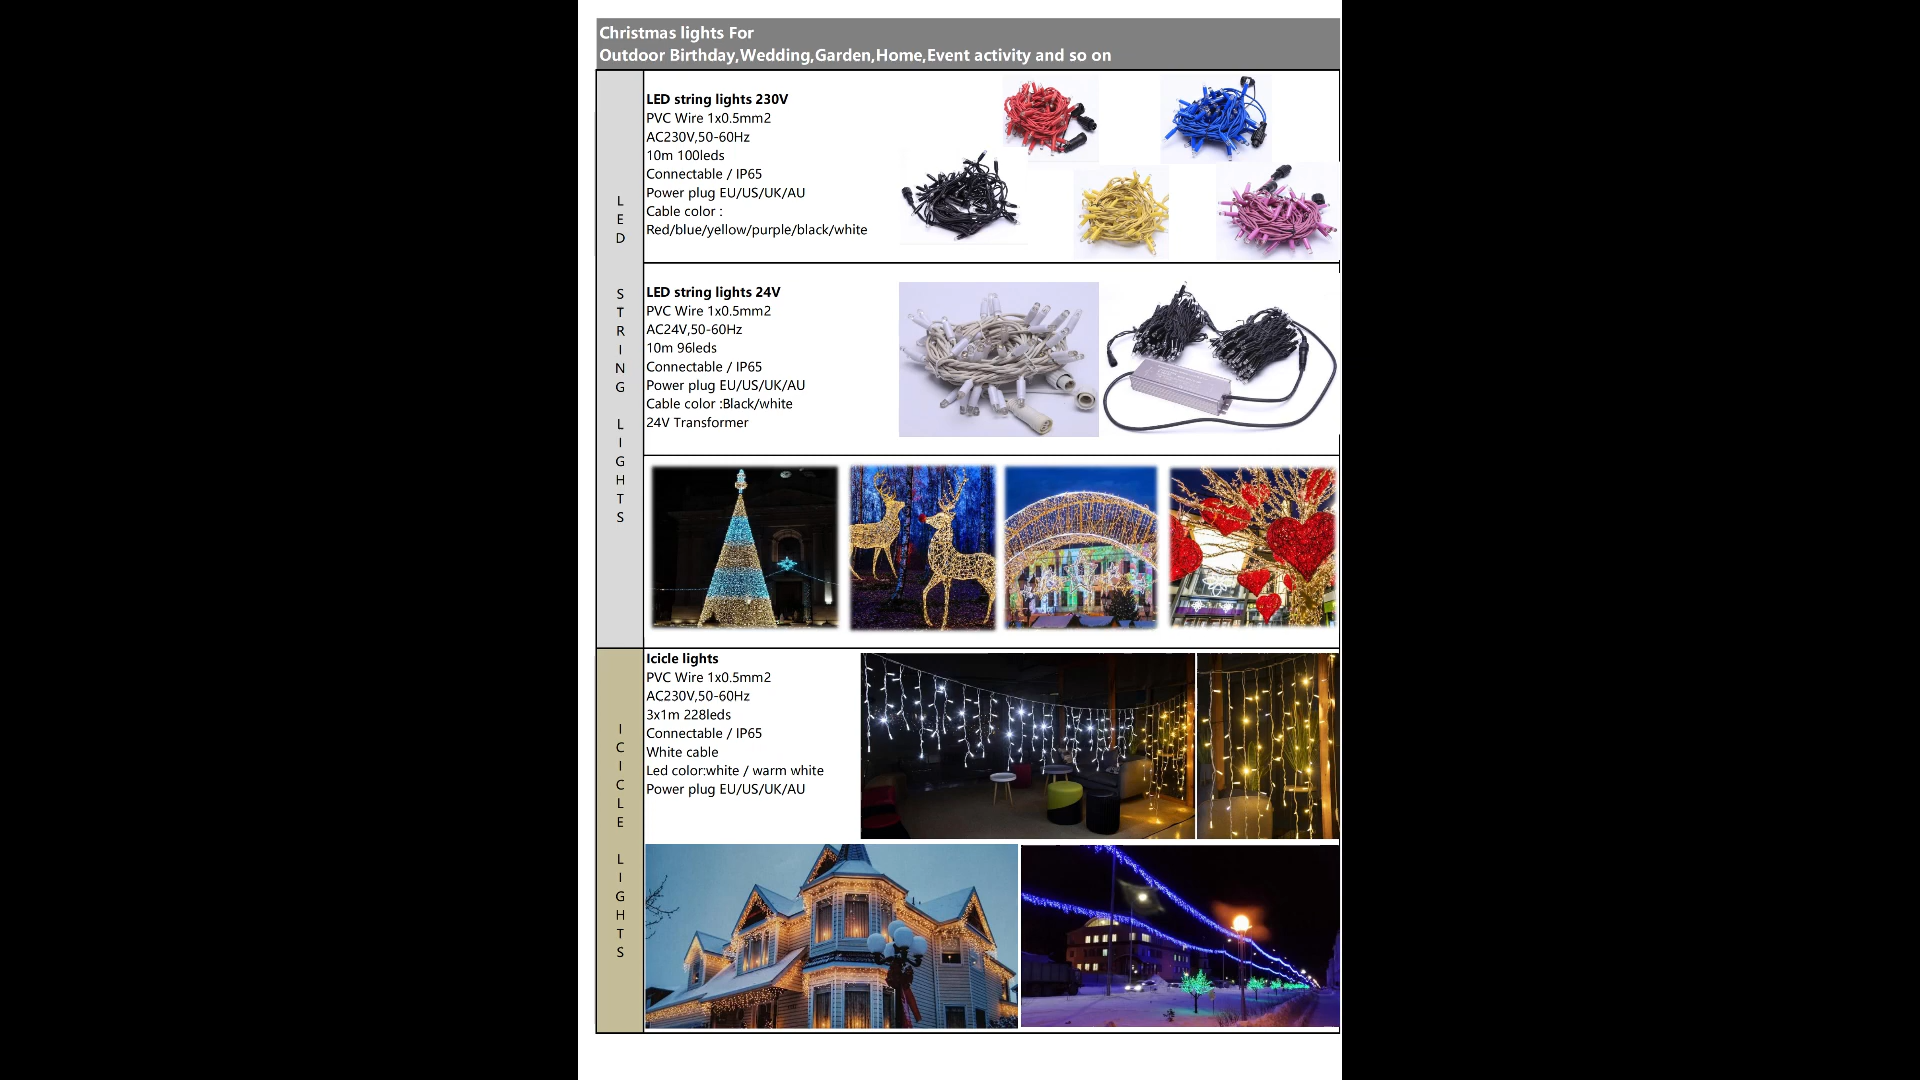 Christmas lights For
Outdoor Birthday,Wedding,Garden,Home,Event activity and so on
LED STRING LIGHTS
LED string lights 230V
PVC Wire 1x0.5mm2
AC230V,50-60Hz
10m 100leds
Connectable / IP65
Power plug EU/US/UK/AU
Cable color :
Red/blue/yellow/purple/black/white
LED string lights 24V
PVC Wire 1x0.5mm2
AC24V,50-60Hz
10m 96leds
Connectable / IP65
Power plug EU/US/UK/AU
Cable color :Black/white
24V Transformer
ICICLE LIGHTS
Icicle lights
PVC Wire 1x0.5mm2
AC230V,50-60Hz
3x1m 228leds
Connectable / IP65
White cable
Led color:white / warm white
Power plug EU/US/UK/AU